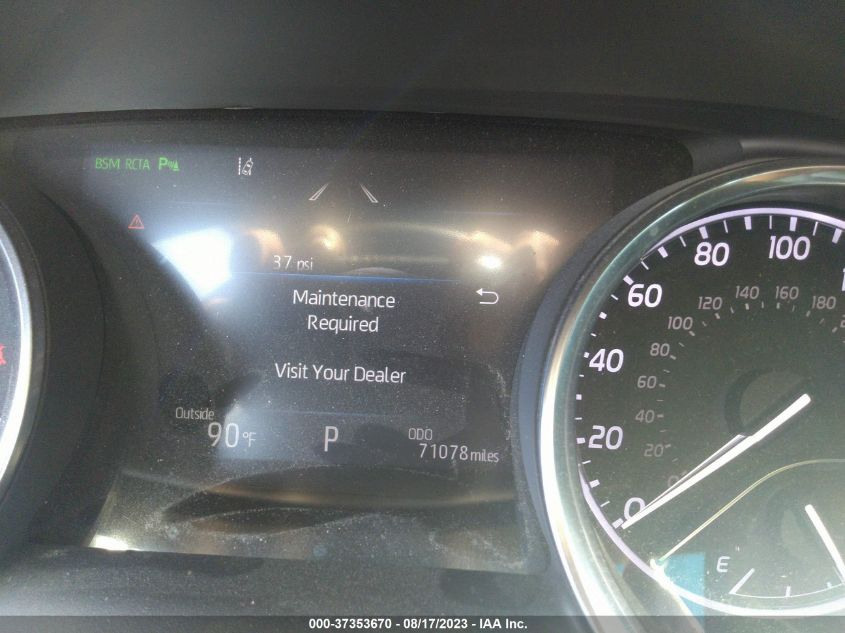 BSM RCTA P
37 psi
Maintenance
Required
Visit Your Dealer
Outside
90°F
P
ODO
71078 miles
0
20
40
60
80
100
0
20
40
60
80
100
120
140
160
180
E
000-37353670 - 08/17/2023 - IAA Inc.